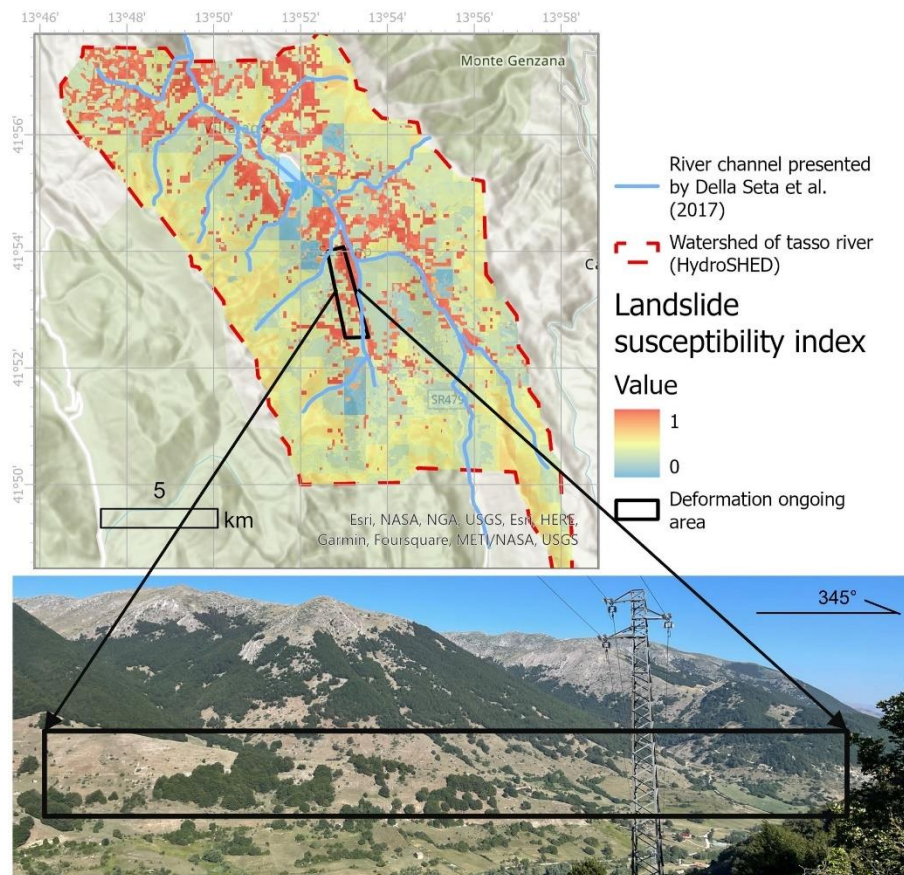 13°46' 13°48' 13°50' 13°52' 13°54' 13°56' 13°58'
Monte Genzana
41°56'
41°54'
41°52'
41°50'
SR479
5
km
Esri, NASA, NGA, USGS, Esri, HERE,
Garmin, Foursquare, METI/NASA, USGS
River channel presented
by Della Seta et al.
(2017)
Watershed of tasso river
(HydroSHED)
Landslide
susceptibility index
Value
1
0
Deformation ongoing
area
345°